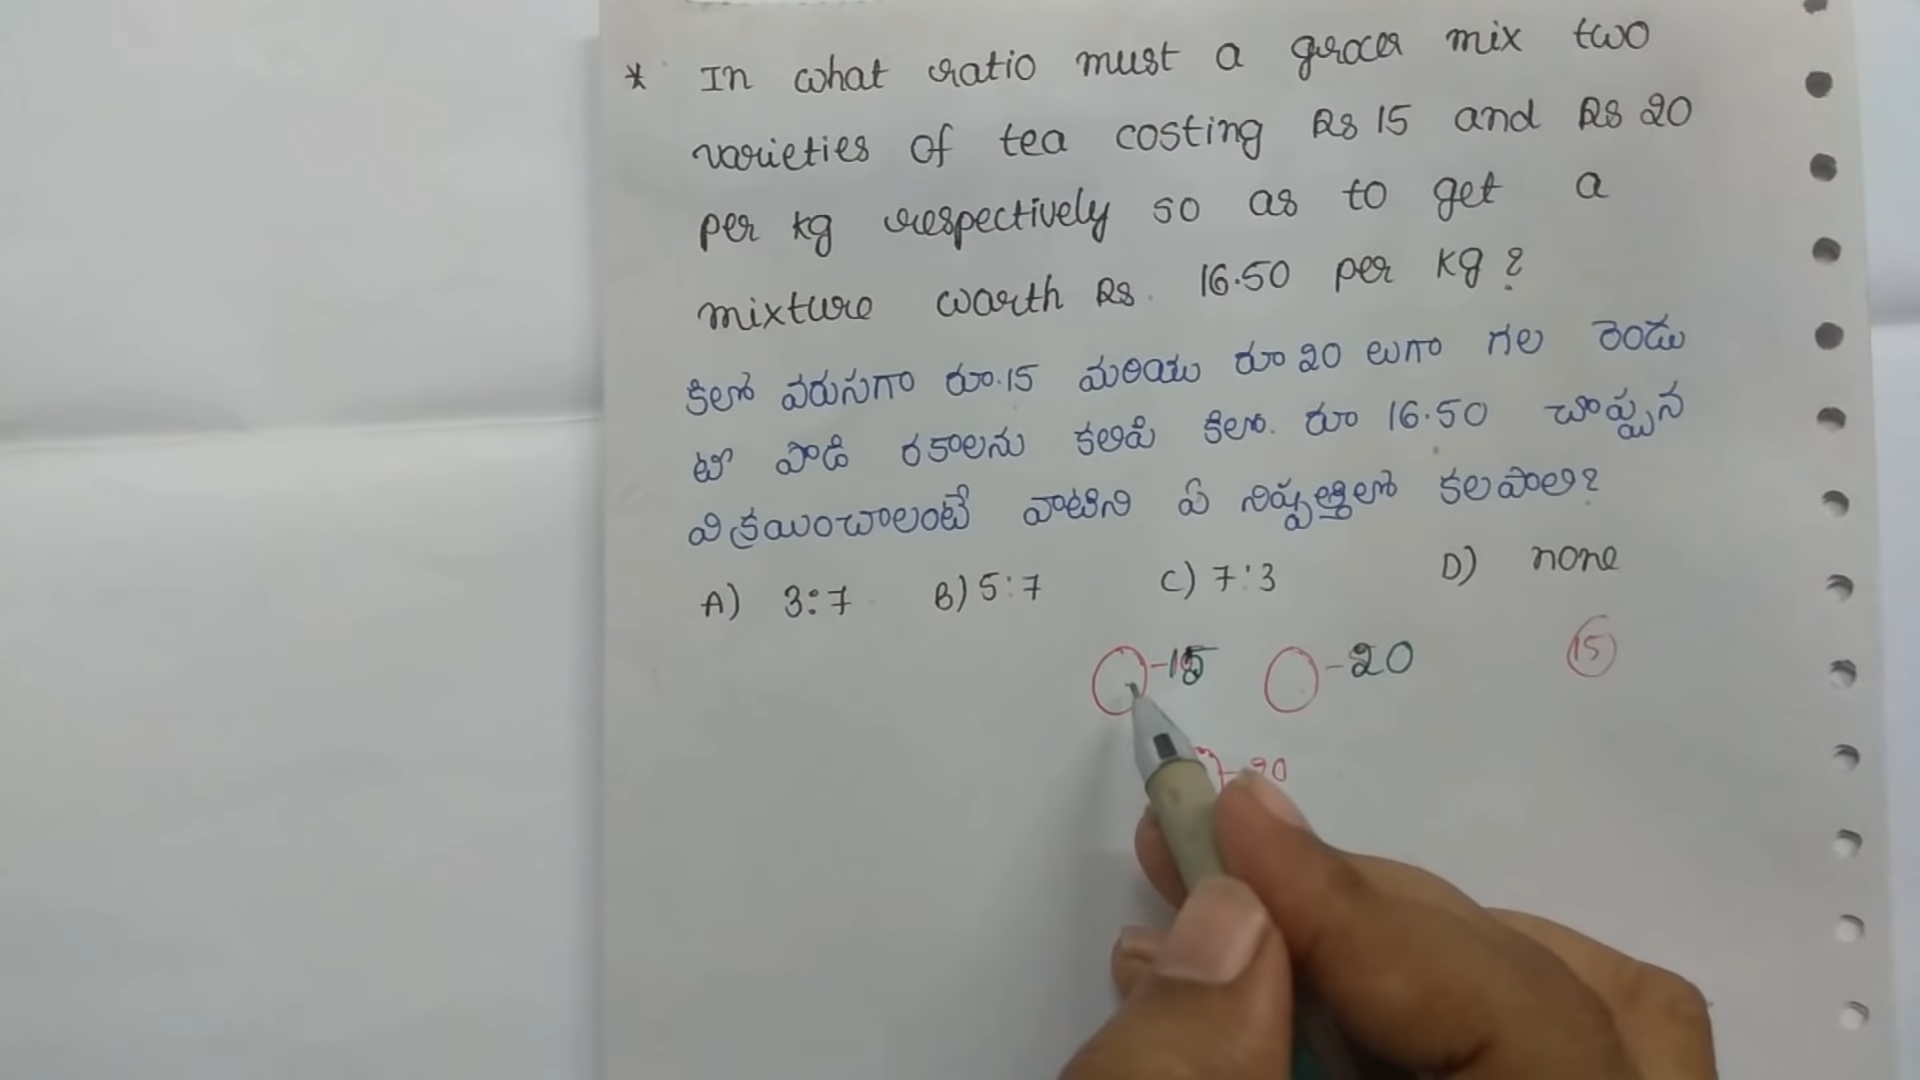 * In what ratio must a grocer mix two
varieties of tea costing Rs 15 and Rs 20
per kg respectively so as to get a
mixture warth Rs. 16.50 per kg?
కిలో వరుసగా రూ.15 మరియు రూ 20 లుగా గల రెండు
టీ పొడి రకాలను కలిపి కిలో. రూ 16.50 చొప్పున
విక్రయించాలంటే వాటిని ఏ నిష్పత్తిలో కలపాలి?
A) 3:7 B) 5:7 C) 7:3 D) none
-15 -20 15